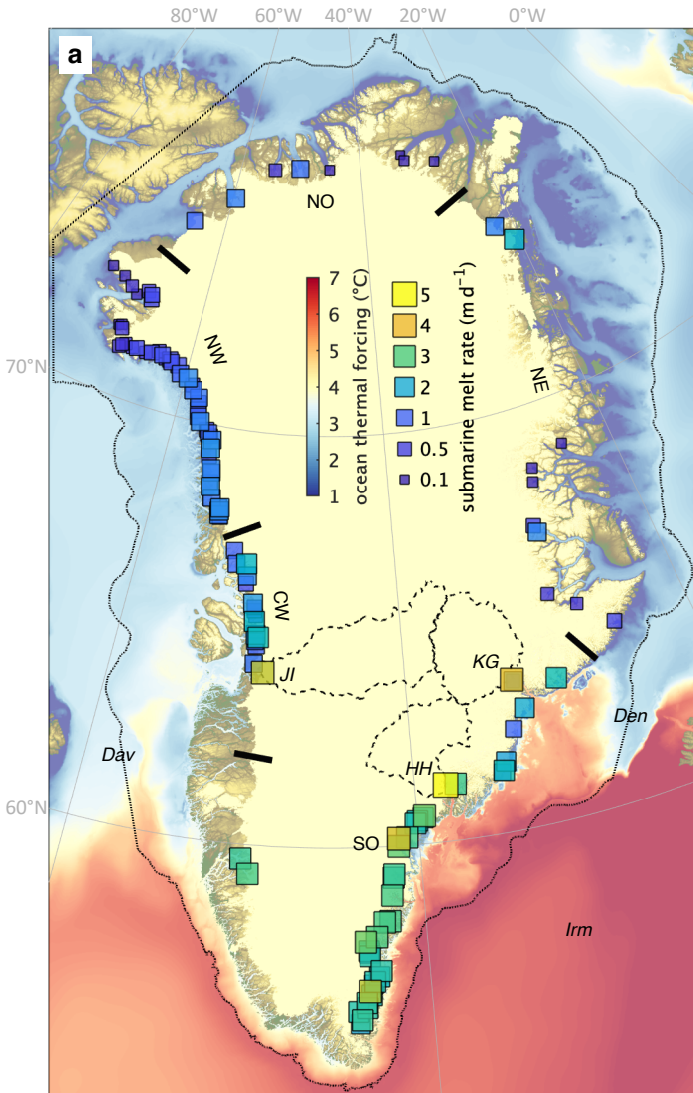 80°W 60°W 40°W 20°W 0°W
a
NO
70°N
NW
NE
7
6
5
4
3
2
1
ocean thermal forcing (°C)
5
4
3
2
1
0.5
0.1
submarine melt rate (m d⁻¹)
CW
JI
KG
Dav
Den
HH
60°N
SO
Irm